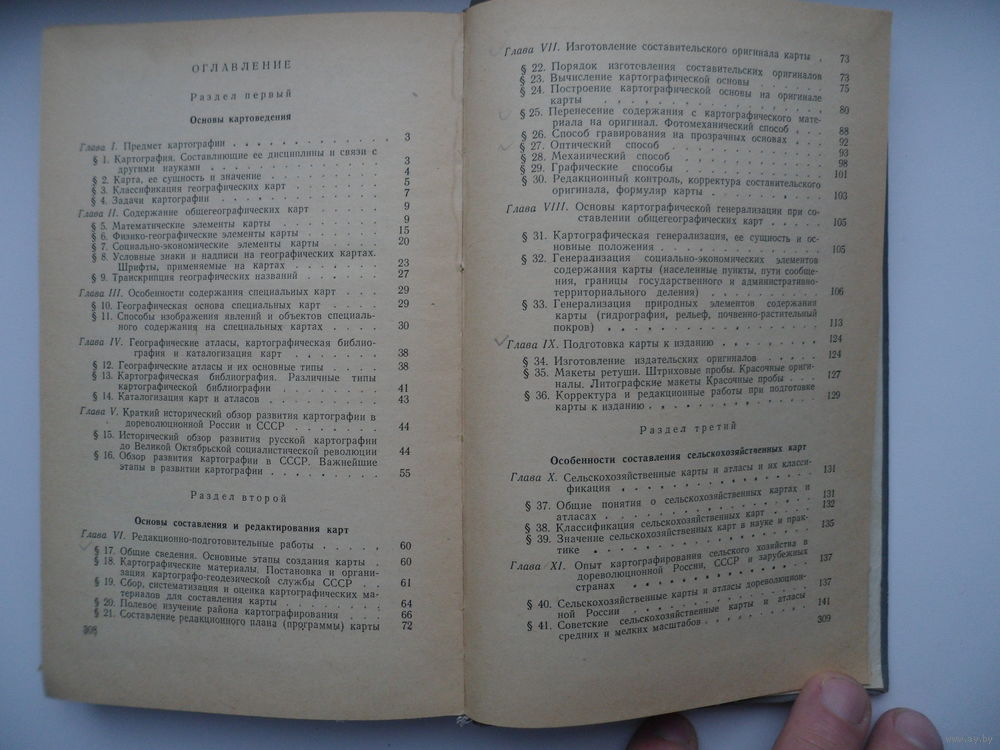 ОГЛАВЛЕНИЕ
Раздел первый
Основы картоведения
Глава I. Предмет картографии 3
§ 1. Картография. Составляющие ее дисциплины и связи с
другими науками 3
§ 2. Карта, ее сущность и значение 4
§ 3. Классификация географических карт 5
§ 4. Задачи картографии 7
Глава II. Содержание общегеографических карт 9
§ 5. Математические элементы карты 9
§ 6. Физико-географические элементы карты 15
§ 7. Социально-экономические элементы карты 20
§ 8. Условные знаки и надписи на географических картах.
Шрифты, применяемые на картах 23
§ 9. Транскрипция географических названий 27
Глава III. Особенности содержания специальных карт 29
§ 10. Географическая основа специальных карт 29
§ 11. Способы изображения явлений и объектов специаль-
ного содержания на специальных картах 30
Глава IV. Географические атласы, картографическая библио-
графия и каталогизация карт 38
§ 12. Географические атласы и их основные типы 38
§ 13. Картографическая библиография. Различные типы
картографической библиографии 41
§ 14. Каталогизация карт и атласов 43
Глава V. Краткий исторический обзор развития картографии в
дореволюционной России и СССР 44
§ 15. Исторический обзор развития русской картографии
до Великой Октябрьской социалистической революции 44
§ 16. Обзор развития картографии в СССР. Важнейшие
этапы в развитии картографии 55
Раздел второй
Основы составления и редактирования карт
Глава VI. Редакционно-подготовительные работы 60
§ 17. Общие сведения. Основные этапы создания карты 60
§ 18. Картографические материалы. Постановка и органи-
зация картографо-геодезической службы СССР 61
§ 19. Сбор, систематизация и оценка картографических ма-
териалов для составления карты 64
§ 20. Полевое изучение района картографирования 66
§ 21. Составление редакционного плана (программы) карты 72
308
Глава VII. Изготовление составительского оригинала карты 73
§ 22. Порядок изготовления составительских оригиналов 73
§ 23. Вычисление картографической основы 75
§ 24. Построение картографической основы на оригинале
карты 80
§ 25. Перенесение содержания с картографического мате-
риала на оригинал. Фотомеханический способ 88
§ 26. Способ гравирования на прозрачных основах 92
§ 27. Оптический способ 93
§ 28. Механический способ 98
§ 29. Графические способы 101
§ 30. Редакционный контроль, корректура составительского
оригинала, формуляр карты 103
Глава VIII. Основы картографической генерализации при со-
ставлении общегеографических карт 105
§ 31. Картографическая генерализация, ее сущность и ос-
новные положения 105
§ 32. Генерализация социально-экономических элементов
содержания карты (населенные пункты, пути сообще-
ния, границы государственного и административно-
территориального деления) 106
§ 33. Генерализация природных элементов содержания
карты (гидрография, рельеф, почвенно-растительный
покров) 113
Глава IX. Подготовка карты к изданию 124
§ 34. Изготовление издательских оригиналов 124
§ 35. Макеты ретуши. Штриховые пробы. Красочные ориги-
налы. Литографские макеты Красочные пробы 127
§ 36. Корректура и редакционные работы при подготовке
карты к изданию 129
Раздел третий
Особенности составления сельскохозяйственных карт
Глава X. Сельскохозяйственные карты и атласы и их класси-
фикация 131
§ 37. Общие понятия о сельскохозяйственных картах и
атласах 131
§ 38. Классификация сельскохозяйственных карт 132
§ 39. Значение сельскохозяйственных карт в науке и прак-
тике 135
Глава XI. Опыт картографирования сельского хозяйства в
дореволюционной России, СССР и зарубежных
странах 137
§ 40. Сельскохозяйственные карты и атласы дореволюцион-
ной России 137
§ 41. Советские сельскохозяйственные карты и атласы
средних и мелких масштабов 141
309
www.ay.by